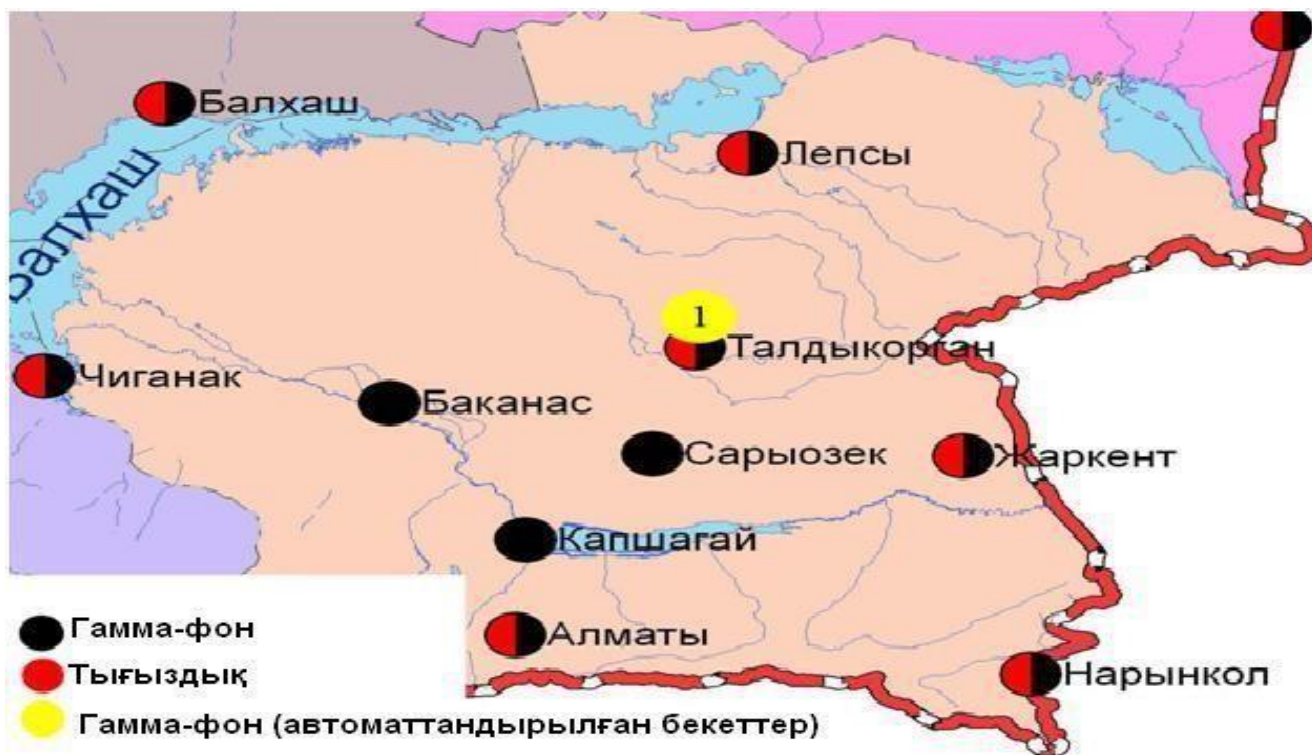 Балхаш
Лепсы
Балхаш
1
Талдыкорган
Чиганак
Баканас
Сарыозек
Жаркент
Капшагай
Алматы
Нарынкол
Гамма-фон
Тығыздық
Гамма-фон (автоматтандырылған бекеттер)